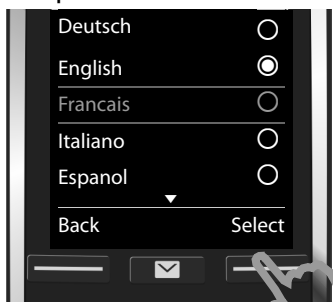 Deutsch
English
Francais
Italiano
Espanol
Back Select